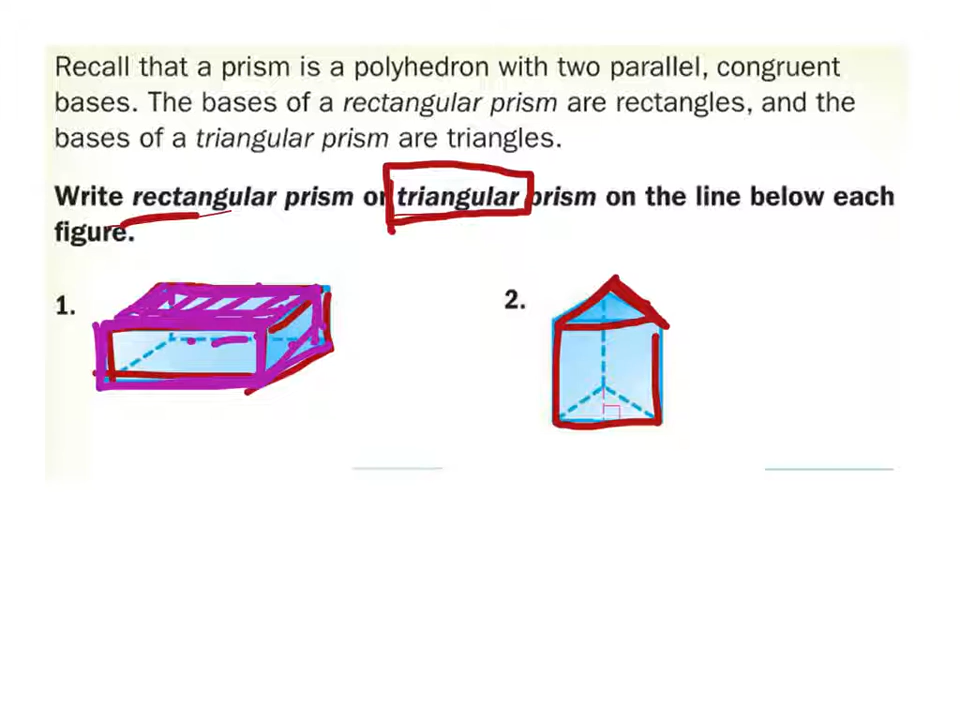 Recall that a prism is a polyhedron with two parallel, congruent
bases. The bases of a rectangular prism are rectangles, and the
bases of a triangular prism are triangles.
Write rectangular prism or triangular prism on the line below each
figure.
1.
2.